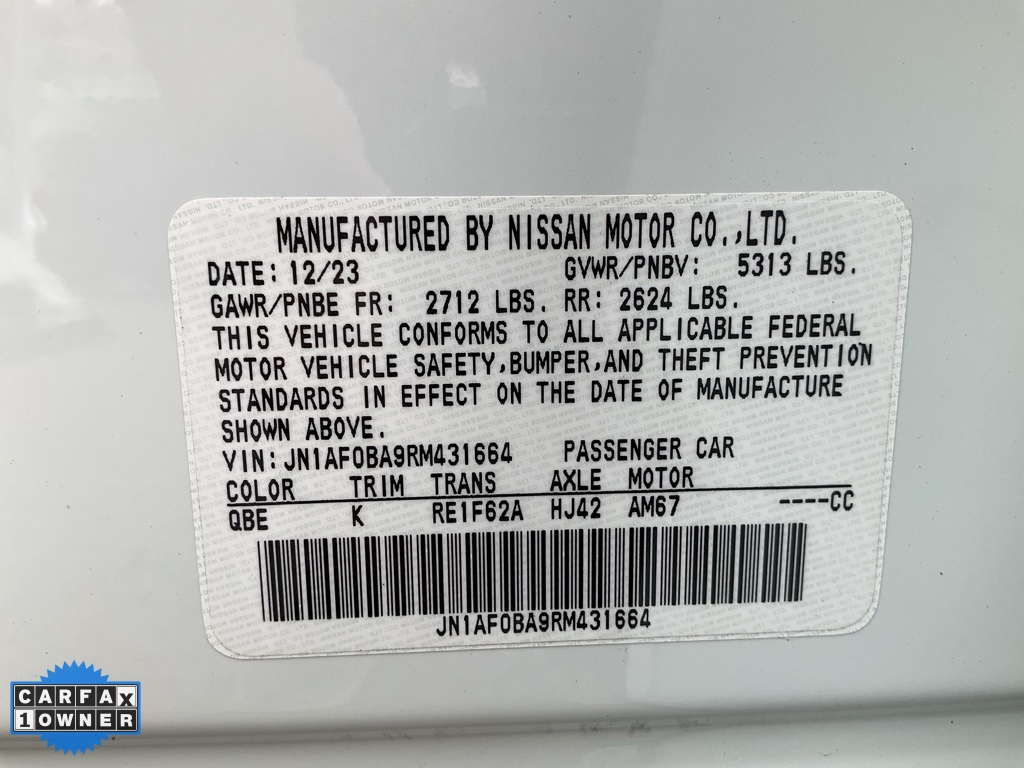 MANUFACTURED BY NISSAN MOTOR CO.,LTD.
DATE: 12/23 GVWR/PNBV: 5313 LBS.
GAWR/PNBE FR: 2712 LBS. RR: 2624 LBS.
THIS VEHICLE CONFORMS TO ALL APPLICABLE FEDERAL
MOTOR VEHICLE SAFETY,BUMPER,AND THEFT PREVENTION
STANDARDS IN EFFECT ON THE DATE OF MANUFACTURE
SHOWN ABOVE.
VIN: JN1AF0BA9RM431664 PASSENGER CAR
COLOR TRIM TRANS AXLE MOTOR
QBE K RE1F62A HJ42 AM67 ----CC
JN1AF0BA9RM431664
CARFAX
1 OWNER